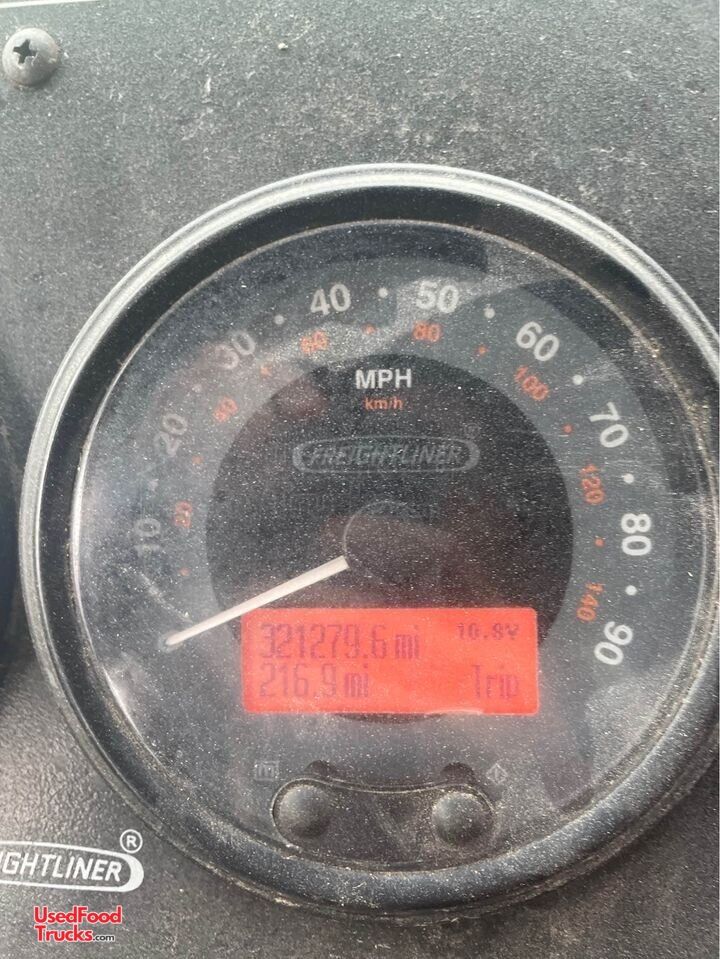 40 50
30 60
60 80
20 40 100 70
MPH
km/h
FREIGHTLINER®
10 20 120 80
140 90
321279.6 mi 10.8V
216.9 mi Trip
IGHTLINER®
UsedFood
Trucks.com